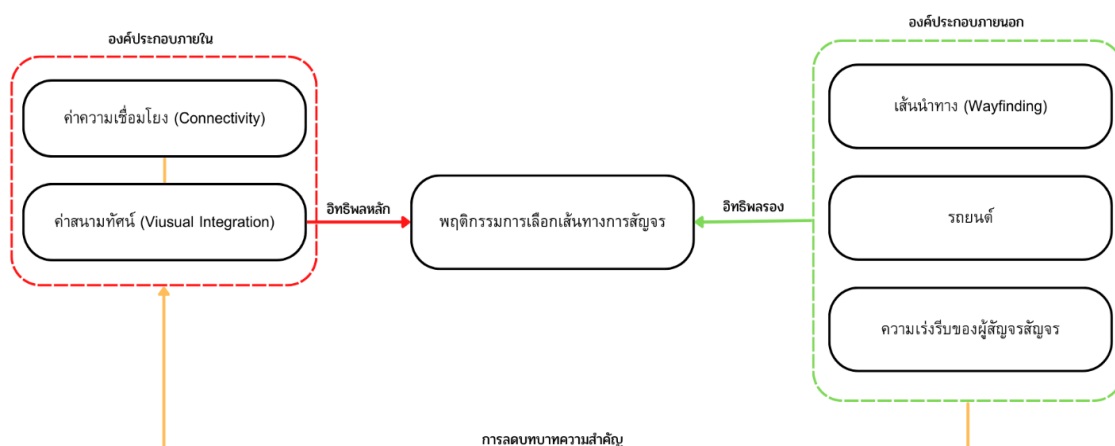 องค์ประกอบภายใน
องค์ประกอบภายนอก
ค่าความเชื่อมโยง (Connectivity)
เส้นนำทาง (Wayfinding)
ค่าสนามทัศน์ (Viusual Integration)
อิทธิพลหลัก
พฤติกรรมการเลือกเส้นทางการสัญจร
อิทธิพลรอง
รถยนต์
ความเร่งรีบของผู้สัญจรสัญจร
การลดบทบาทความสำคัญ